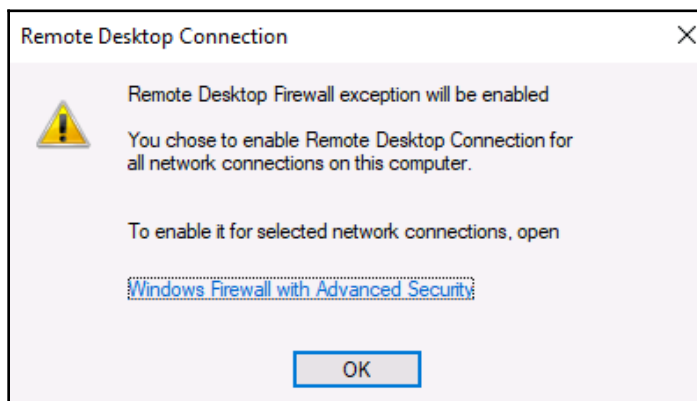 Remote Desktop Connection
Remote Desktop Firewall exception will be enabled
You chose to enable Remote Desktop Connection for
all network connections on this computer.
To enable it for selected network connections, open
Windows Firewall with Advanced Security
OK